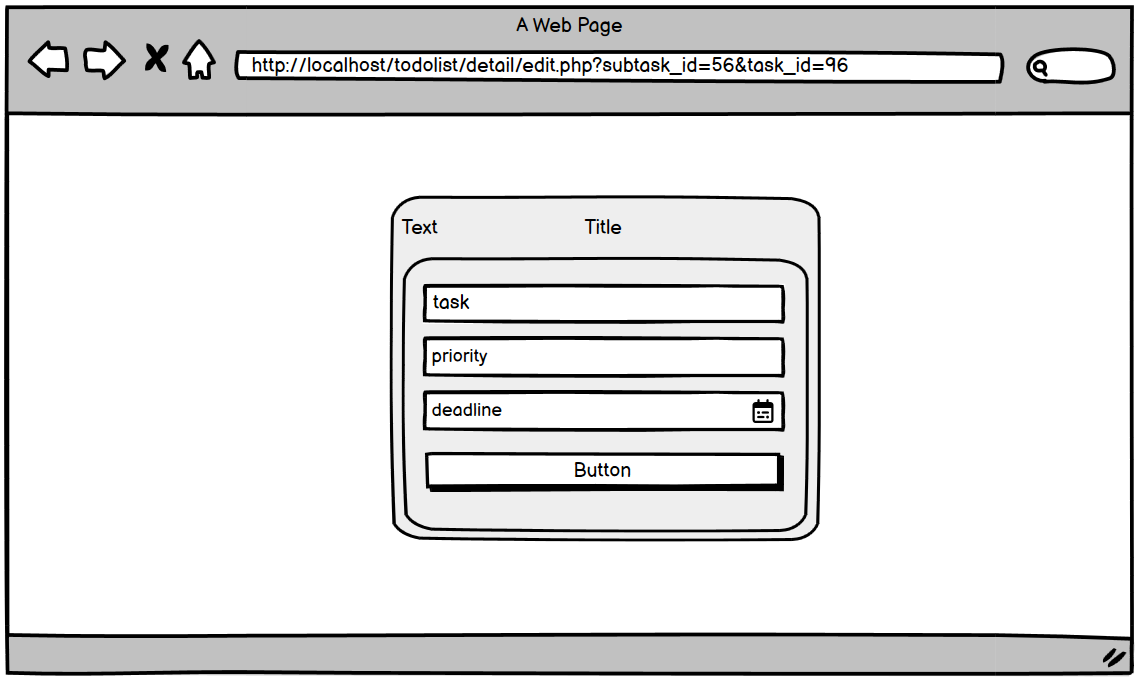 A Web Page
http://localhost/todolist/detail/edit.php?subtask_id=56&task_id=96
Text Title
task
priority
deadline
Button